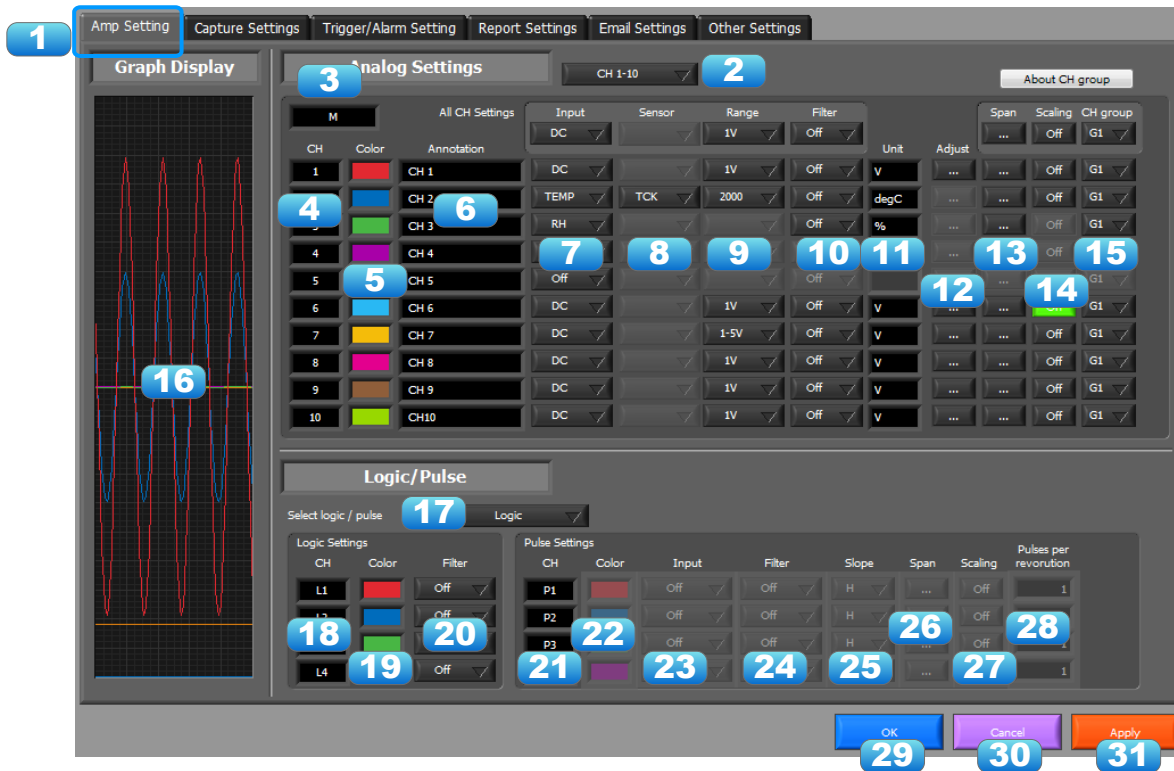 1 Amp Setting Capture Settings Trigger/Alarm Setting Report Settings Email Settings Other Settings
Graph Display
Analog Settings CH 1-10 2 About CH group
3
M All CH Settings Input Sensor Range Filter Span Scaling CH group
DC 1V Off ... Off G1
CH Color Annotation Unit Adjust
1 CH 1 DC 1V Off V ... ... Off G1
4 CH 2 6 TEMP TCK 2000 Off degC ... ... Off G1
CH 3 RH Off % ... ... Off G1
4 CH 4 7 8 9 10 11 ... 13 Off 15
5 5 CH 5 Off Off 12 ... 14 G1
6 CH 6 DC 1V Off V ... ... Off G1
7 CH 7 DC 1-5V Off V ... ... Off G1
8 CH 8 DC 1V Off V ... ... Off G1
9 CH 9 DC 1V Off V ... ... Off G1
10 CH10 DC 1V Off V ... ... Off G1
16
Logic/Pulse
Select logic / pulse 17 Logic
Logic Settings
CH Color Filter
L1 Off
Off
18 19 20
L4 Off
Pulse Settings
CH Color Input Filter Slope Span Scaling Pulses per revorution
P1 Off Off H ... Off 1
P2 22 Off Off H 26 Off 28
P3 Off Off H ... Off
21 23 24 25 ... 27 1
OK Cancel Apply
29 30 31